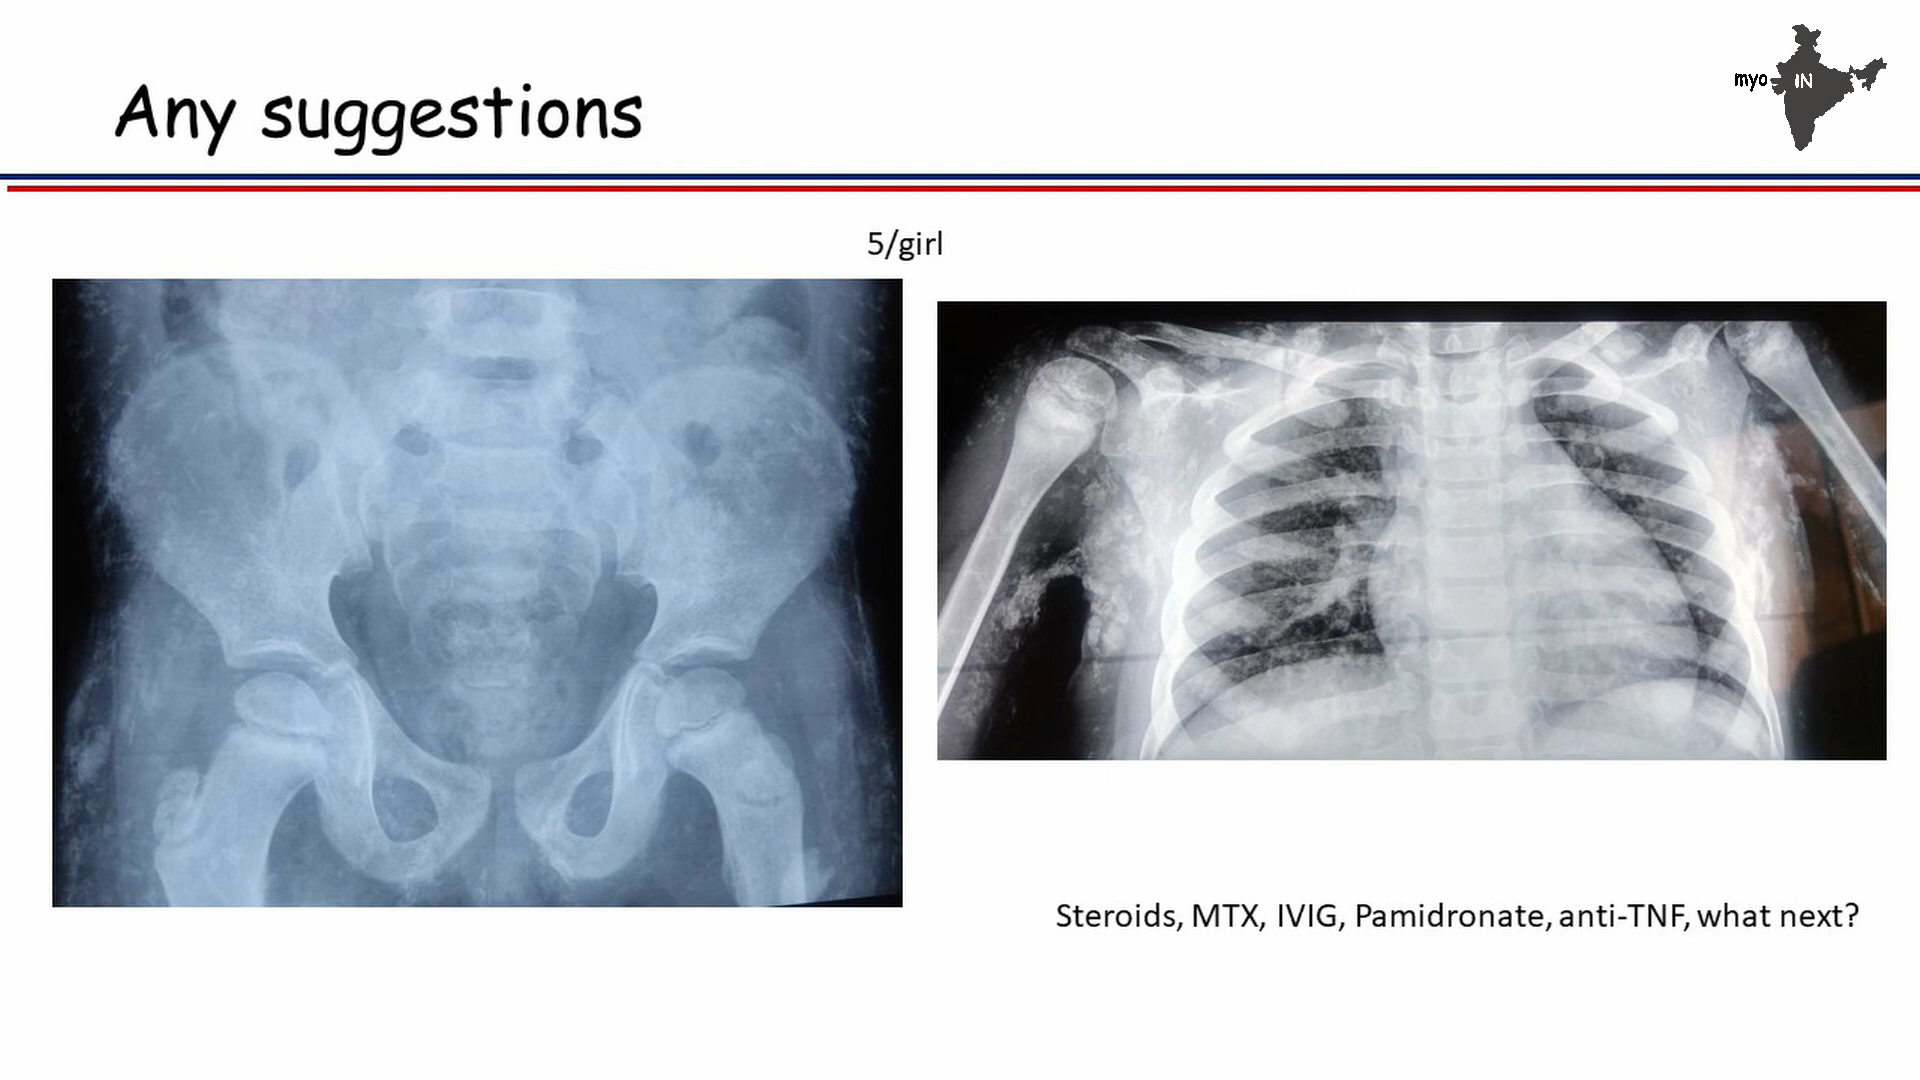 Any suggestions
myo IN
5/girl
Steroids, MTX, IVIG, Pamidronate, anti-TNF, what next?